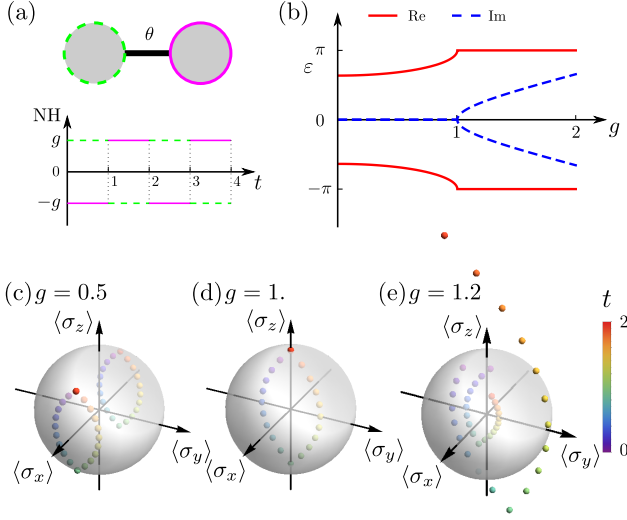 (a)
θ
NH
g
0
−g
1 2 3 4 t
(b)
Re Im
ε
π
0
−π
1 2 g
(c) g = 0.5
⟨σz⟩
⟨σy⟩
⟨σx⟩
(d) g = 1.
⟨σz⟩
⟨σy⟩
⟨σx⟩
(e) g = 1.2
⟨σz⟩
⟨σy⟩
⟨σx⟩
t
2
0